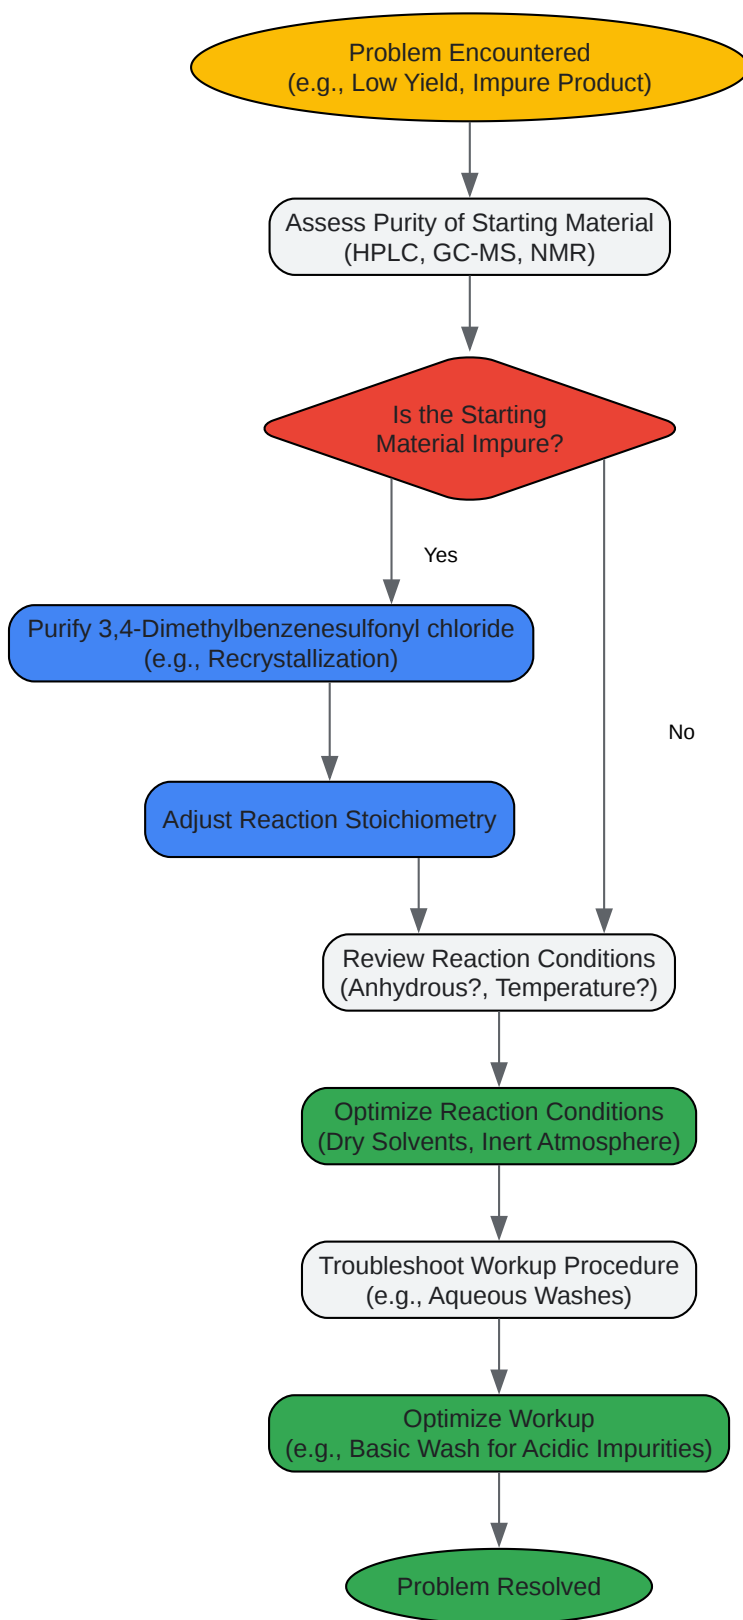 Problem Encountered
(e.g., Low Yield, Impure Product)
Assess Purity of Starting Material
(HPLC, GC-MS, NMR)
Is the Starting
Material Impure?
Yes
Purify 3,4-Dimethylbenzenesulfonyl chloride
(e.g., Recrystallization)
No
Adjust Reaction Stoichiometry
Review Reaction Conditions
(Anhydrous?, Temperature?)
Optimize Reaction Conditions
(Dry Solvents, Inert Atmosphere)
Troubleshoot Workup Procedure
(e.g., Aqueous Washes)
Optimize Workup
(e.g., Basic Wash for Acidic Impurities)
Problem Resolved